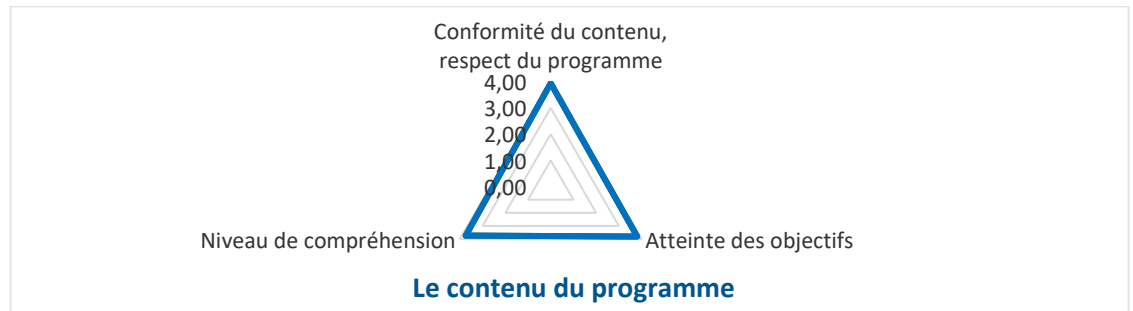 Conformité du contenu,
respect du programme
4,00
3,00
2,00
1,00
0,00
Niveau de compréhension
Atteinte des objectifs
Le contenu du programme